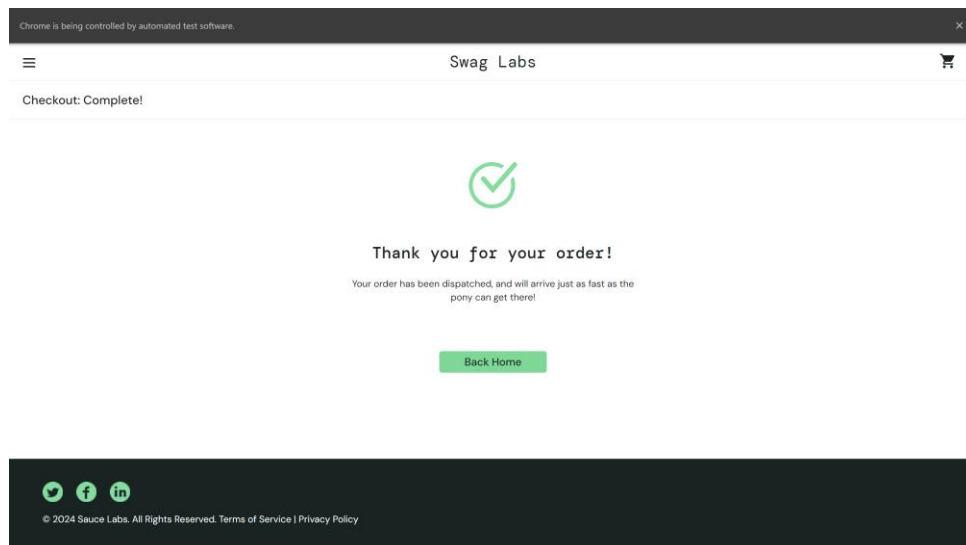 Chrome is being controlled by automated test software.
Swag Labs
Checkout: Complete!
Thank you for your order!
Your order has been dispatched, and will arrive just as fast as the
pony can get there!
Back Home
© 2024 Sauce Labs. All Rights Reserved. Terms of Service | Privacy Policy